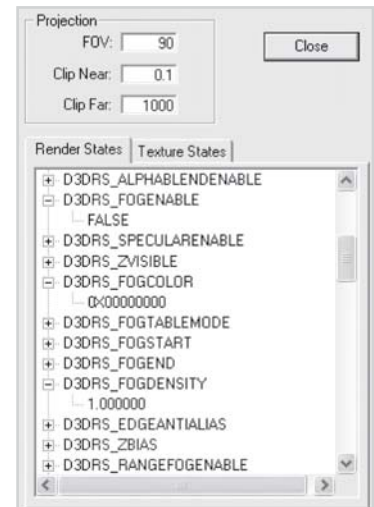 Projection
FOV: 90
Close
Clip Near: 0.1
Clip Far: 1000
Render States Texture States
D3DRS_ALPHABLENDENABLE
D3DRS_FOGENABLE
FALSE
D3DRS_SPECULARENABLE
D3DRS_ZVISIBLE
D3DRS_FOGCOLOR
0X00000000
D3DRS_FOGTABLEMODE
D3DRS_FOGSTART
D3DRS_FOGEND
D3DRS_FOGDENSITY
1.000000
D3DRS_EDGEANTIALIAS
D3DRS_ZBIAS
D3DRS_RANGEFOGENABLE